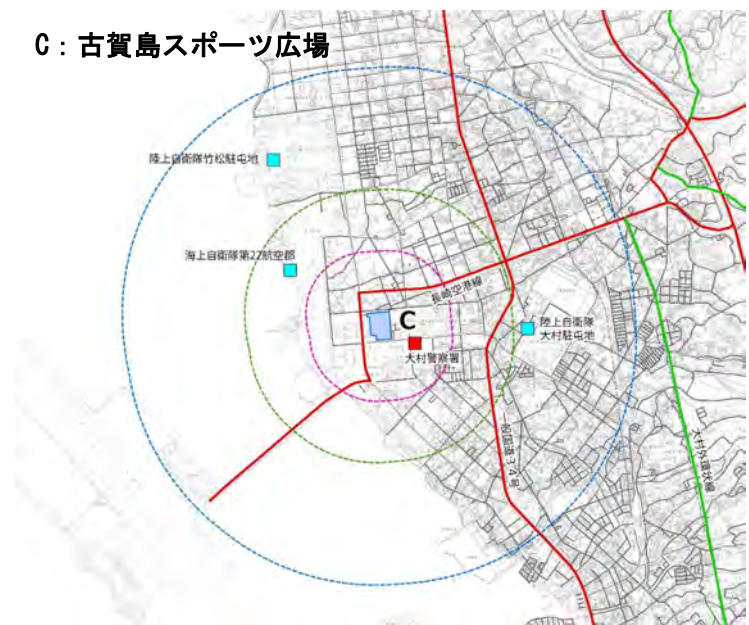 C：古賀島スポーツ広場
陸上自衛隊竹松駐屯地
海上自衛隊第22航空郡
長崎空港線
C
陸上自衛隊
大村駐屯地
大村警察署
一般国道３４号
大村外環状線